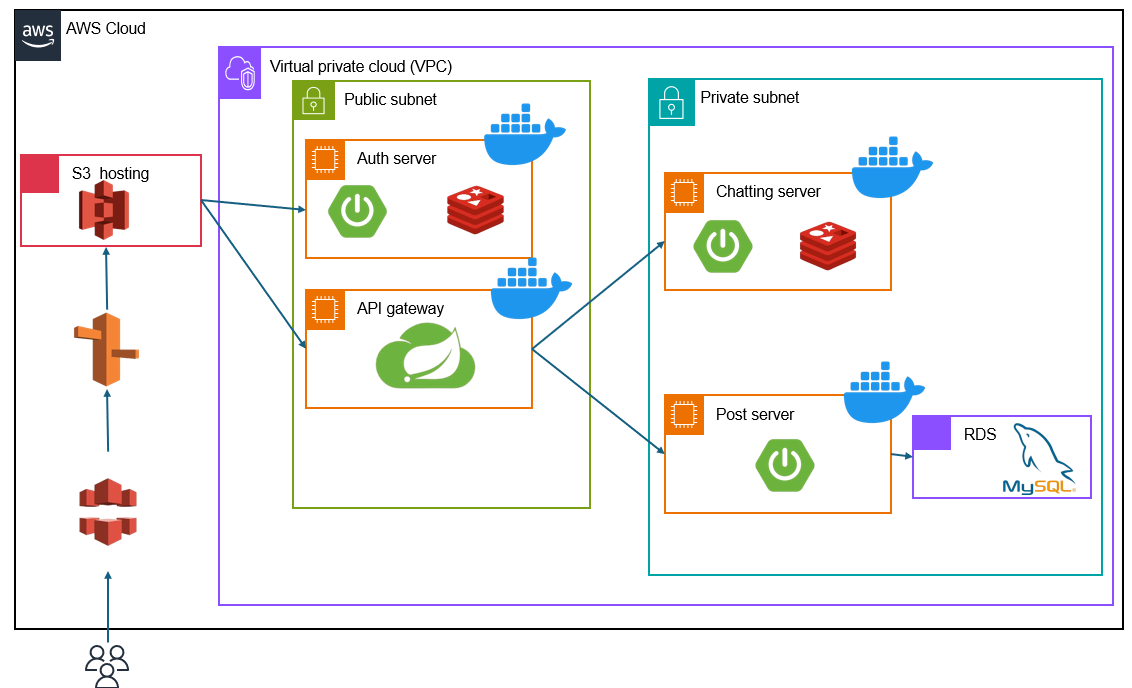 aws
AWS Cloud
Virtual private cloud (VPC)
Public subnet
Private subnet
S3 hosting
Auth server
Chatting server
API gateway
Post server
RDS
MySQL